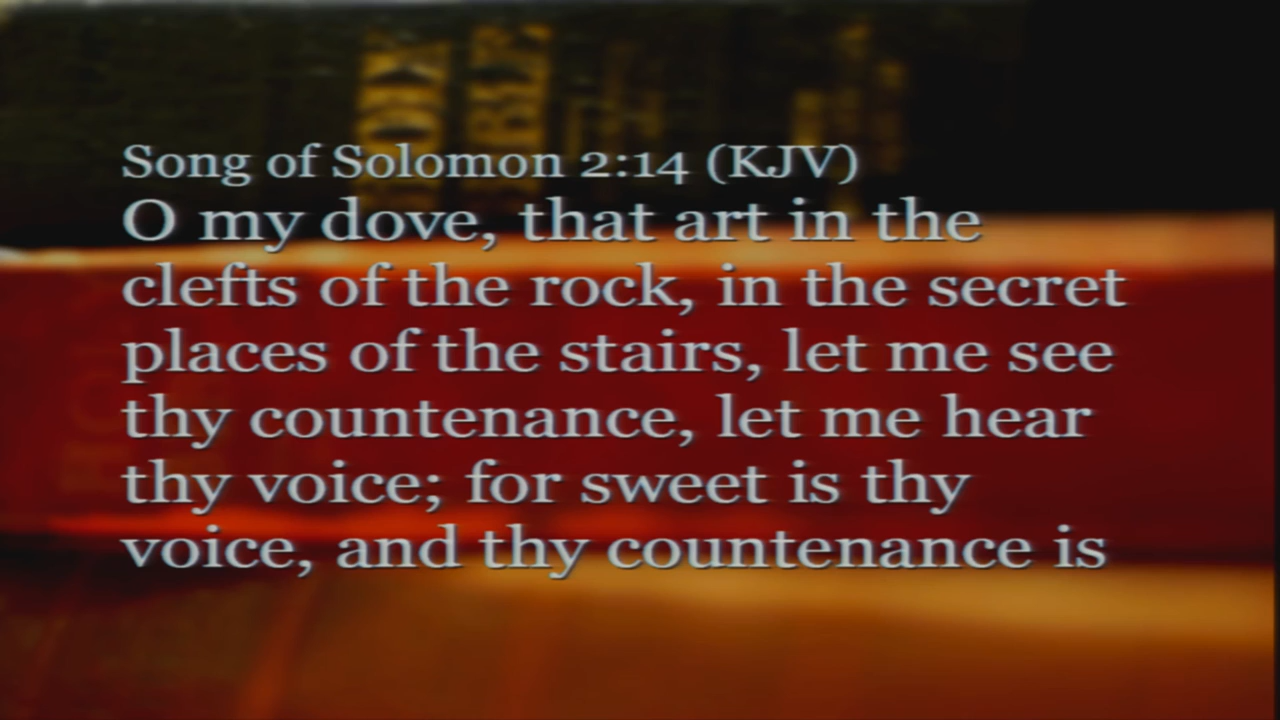 Song of Solomon 2:14 (KJV)
O my dove, that art in the
clefts of the rock, in the secret
places of the stairs, let me see
thy countenance, let me hear
thy voice; for sweet is thy
voice, and thy countenance is